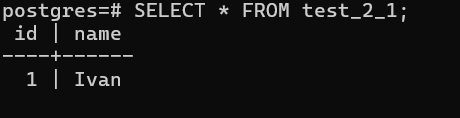 postgres=# SELECT * FROM test_2_1;
 id | name
----+------
  1 | Ivan